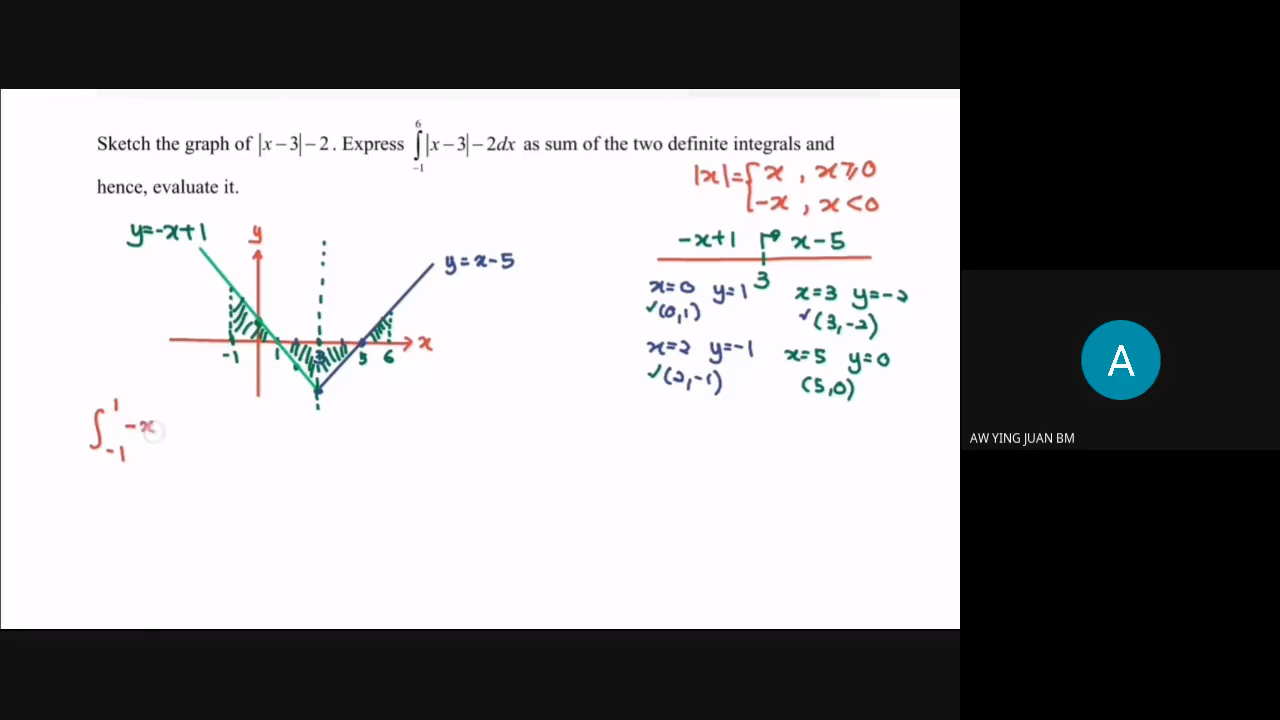 Sketch the graph of |x−3|−2. Express ∫₋₁⁶|x−3|−2dx as sum of the two definite integrals and
hence, evaluate it.
|x|={x , x⩾0
-x , x<0
y=-x+1
y
y=x-5
x
-1 1 3 5 6
-x+1 x-5
3
x=0 y=1
✓(0,1)
x=2 y=-1
✓(2,-1)
x=3 y=-2
✓(3,-2)
x=5 y=0
(5,0)
∫₋₁¹ -x
A
AW YING JUAN BM